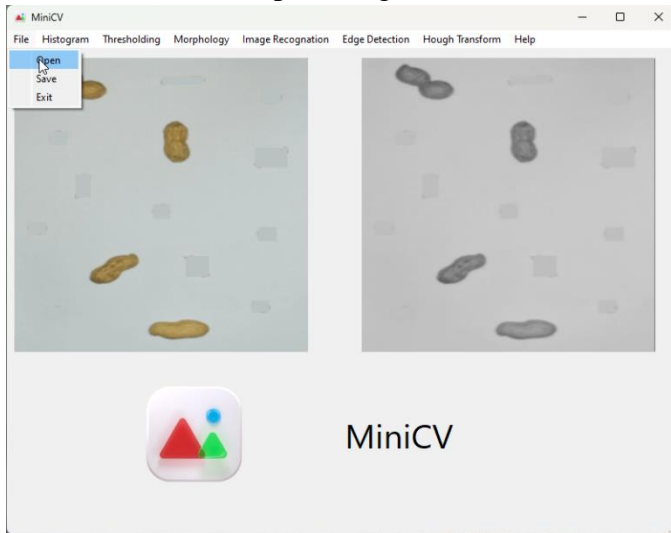 MiniCV
File Histogram Thresholding Morphology Image Recognation Edge Detection Hough Transform Help
Open
Save
Exit
MiniCV